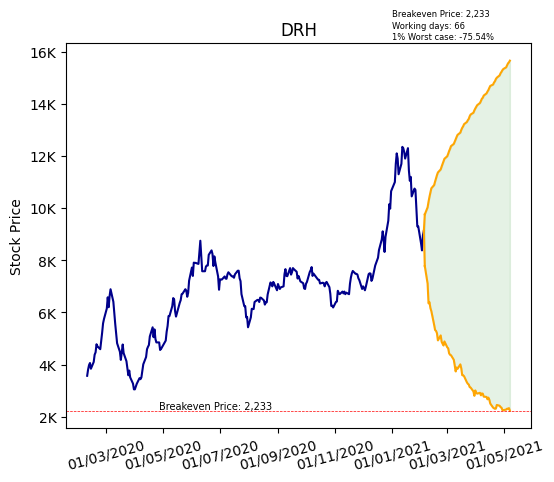 Breakeven Price: 2,233
Working days: 66
1% Worst case: -75.54%
DRH
Stock Price
16K
14K
12K
10K
8K
6K
4K
2K
Breakeven Price: 2,233
01/03/2020
01/05/2020
01/07/2020
01/09/2020
01/11/2020
01/01/2021
01/03/2021
01/05/2021